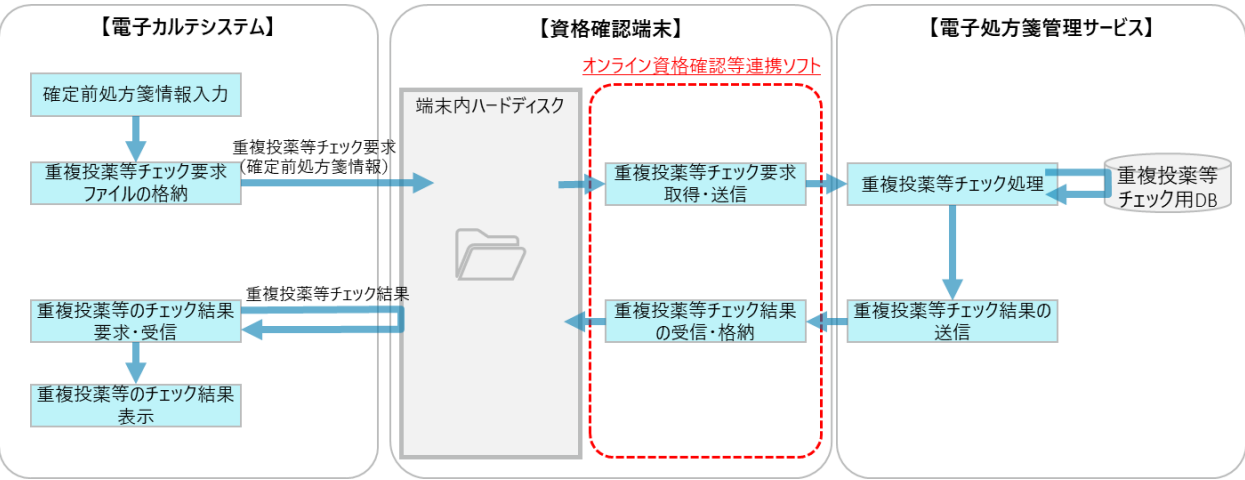 【電子カルテシステム】
確定前処方箋情報入力
重複投薬等チェック要求
ファイルの格納
重複投薬等チェック要求
（確定前処方箋情報）
重複投薬等のチェック結果
要求・受信
重複投薬等チェック結果
重複投薬等のチェック結果
表示
【資格確認端末】
オンライン資格確認等連携ソフト
端末内ハードディスク
重複投薬等チェック要求
取得・送信
重複投薬等チェック結果
の受信・格納
【電子処方箋管理サービス】
重複投薬等チェック処理
重複投薬等
チェック用DB
重複投薬等チェック結果の
送信